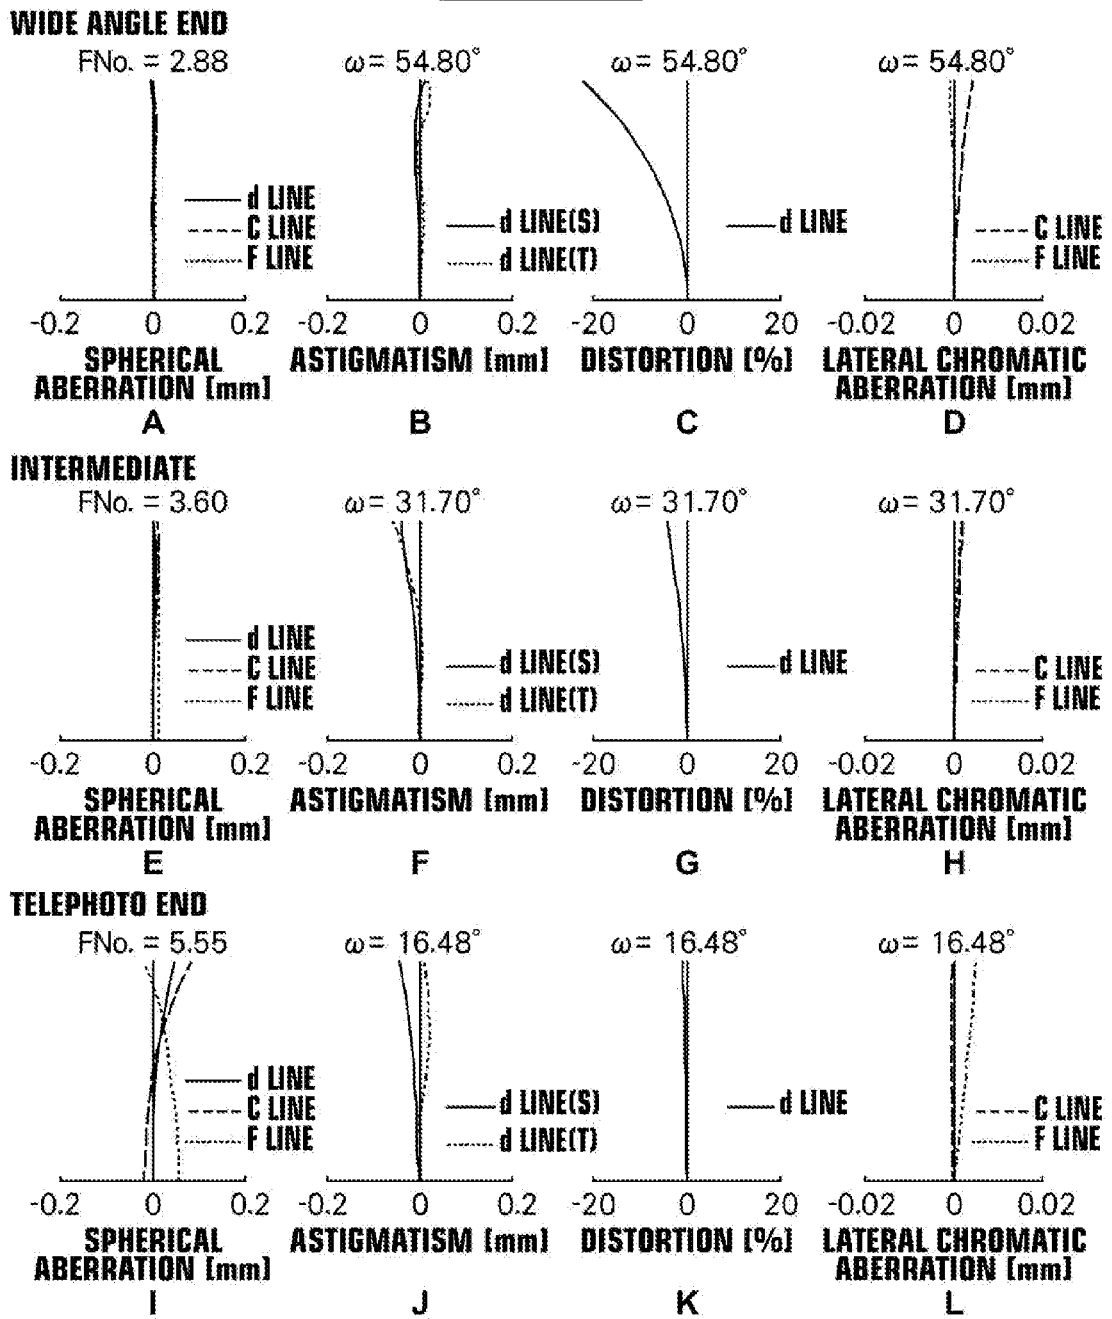 WIDE ANGLE END
FNo. = 2.88 ω= 54.80° ω= 54.80° ω= 54.80°
d LINE
C LINE
F LINE
d LINE(S)
d LINE(T)
d LINE
C LINE
F LINE
-0.2 0 0.2 -0.2 0 0.2 -20 0 20 -0.02 0 0.02
SPHERICAL ASTIGMATISM [mm] DISTORTION [%] LATERAL CHROMATIC
ABERRATION [mm] ABERRATION [mm]
A B C D
INTERMEDIATE
FNo. = 3.60 ω= 31.70° ω= 31.70° ω= 31.70°
d LINE
C LINE
F LINE
d LINE(S)
d LINE(T)
d LINE
C LINE
F LINE
-0.2 0 0.2 -0.2 0 0.2 -20 0 20 -0.02 0 0.02
SPHERICAL ASTIGMATISM [mm] DISTORTION [%] LATERAL CHROMATIC
ABERRATION [mm] ABERRATION [mm]
E F G H
TELEPHOTO END
FNo. = 5.55 ω= 16.48° ω= 16.48° ω= 16.48°
d LINE
C LINE
F LINE
d LINE(S)
d LINE(T)
d LINE
C LINE
F LINE
-0.2 0 0.2 -0.2 0 0.2 -20 0 20 -0.02 0 0.02
SPHERICAL ASTIGMATISM [mm] DISTORTION [%] LATERAL CHROMATIC
ABERRATION [mm] ABERRATION [mm]
I J K L